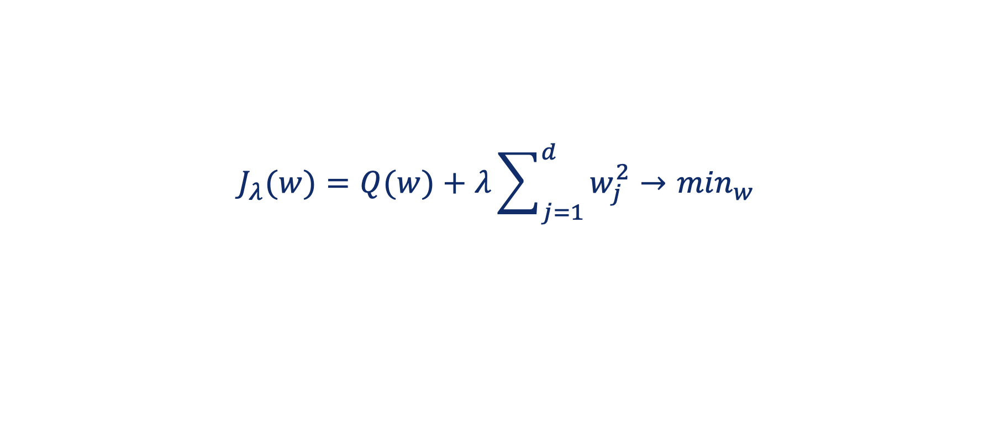 J_λ(w) = Q(w) + λ ∑_{j=1}^{d} w_j^2 → min_w